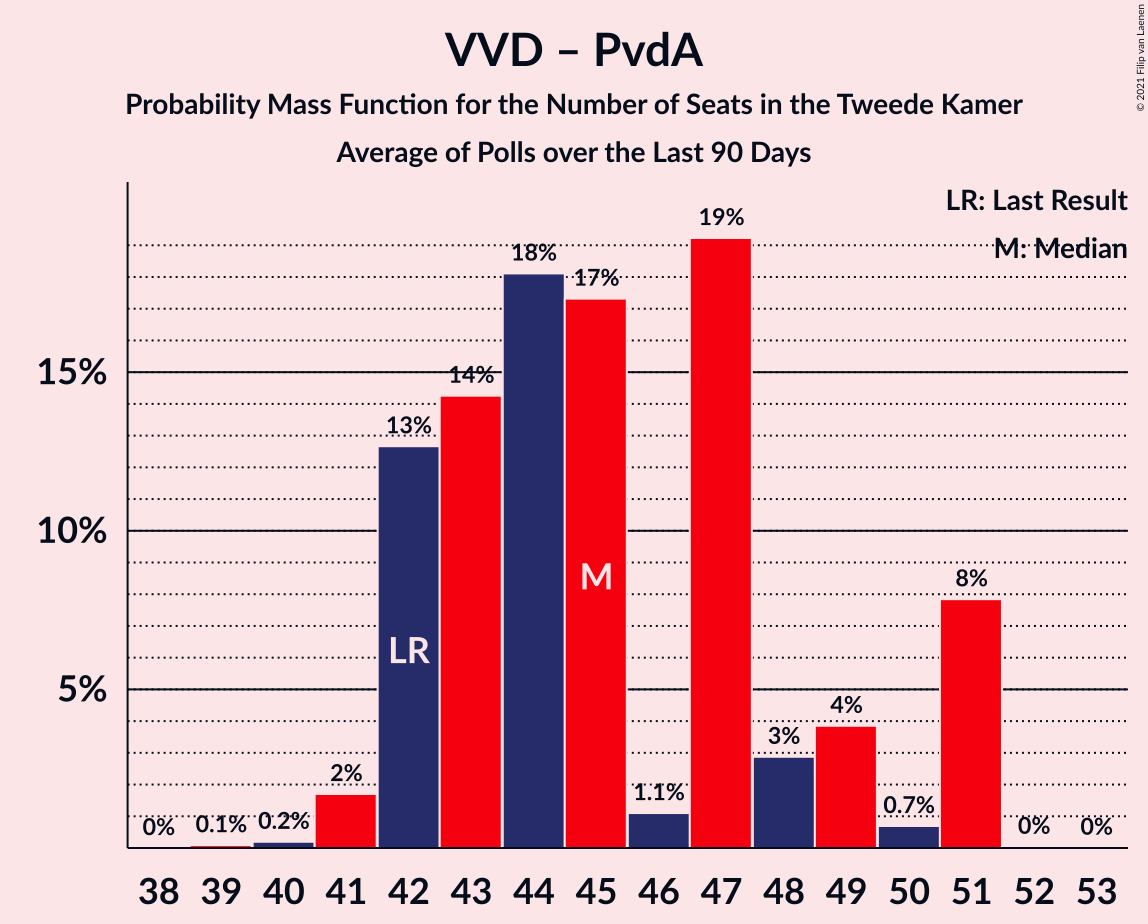 VVD – PvdA
Probability Mass Function for the Number of Seats in the Tweede Kamer
Average of Polls over the Last 90 Days
© 2021 Filip van Laenen
LR: Last Result
M: Median
15%
10%
5%
0%
0.1%
0.2%
2%
13%
14%
18%
17%
1.1%
19%
3%
4%
0.7%
8%
0%
0%
LR
M
38 39 40 41 42 43 44 45 46 47 48 49 50 51 52 53